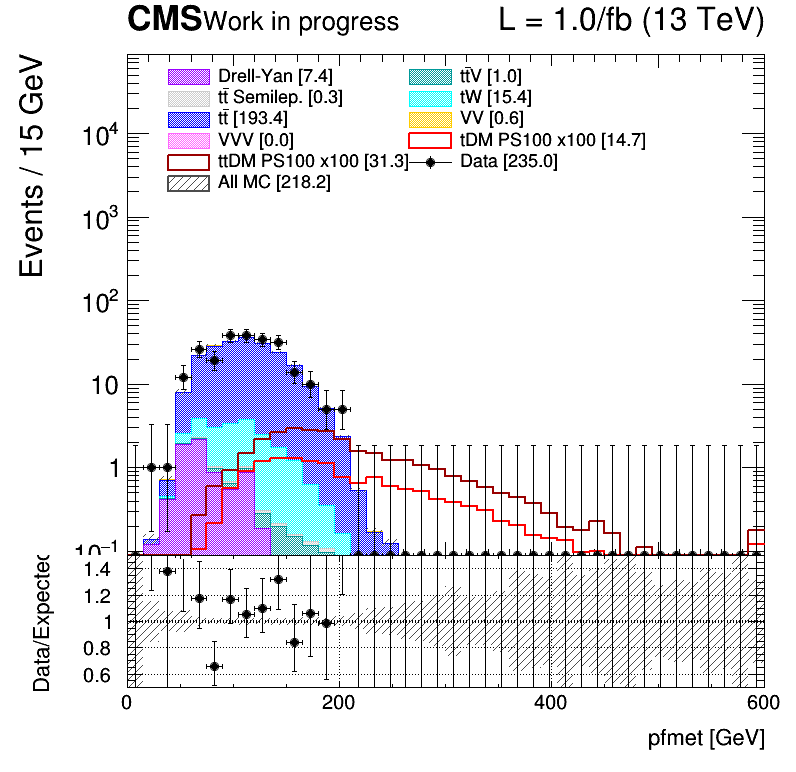 CMS Work in progress L = 1.0/fb (13 TeV)
Events / 15 GeV
Drell-Yan [7.4] tt̄V [1.0]
tt̄ Semilep. [0.3] tW [15.4]
tt̄ [193.4] VV [0.6]
VVV [0.0] tDM PS100 x100 [14.7]
ttDM PS100 x100 [31.3] Data [235.0]
All MC [218.2]
10⁴
10³
10²
10
1
10⁻¹
Data/Expected
1.4
1.2
1
0.8
0.6
0 200 400 600
pfmet [GeV]